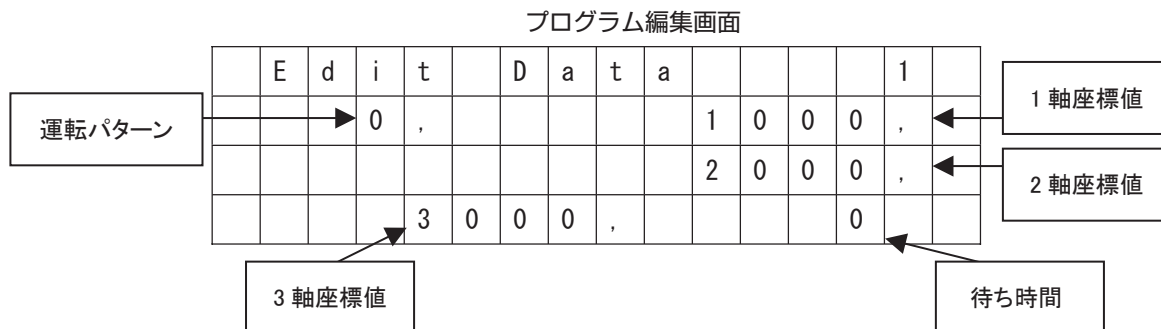 プログラム編集画面
Edit Data 1
運転パターン
0, 1000,
1 軸座標値
2000,
2 軸座標値
3000, 0
3 軸座標値
待ち時間